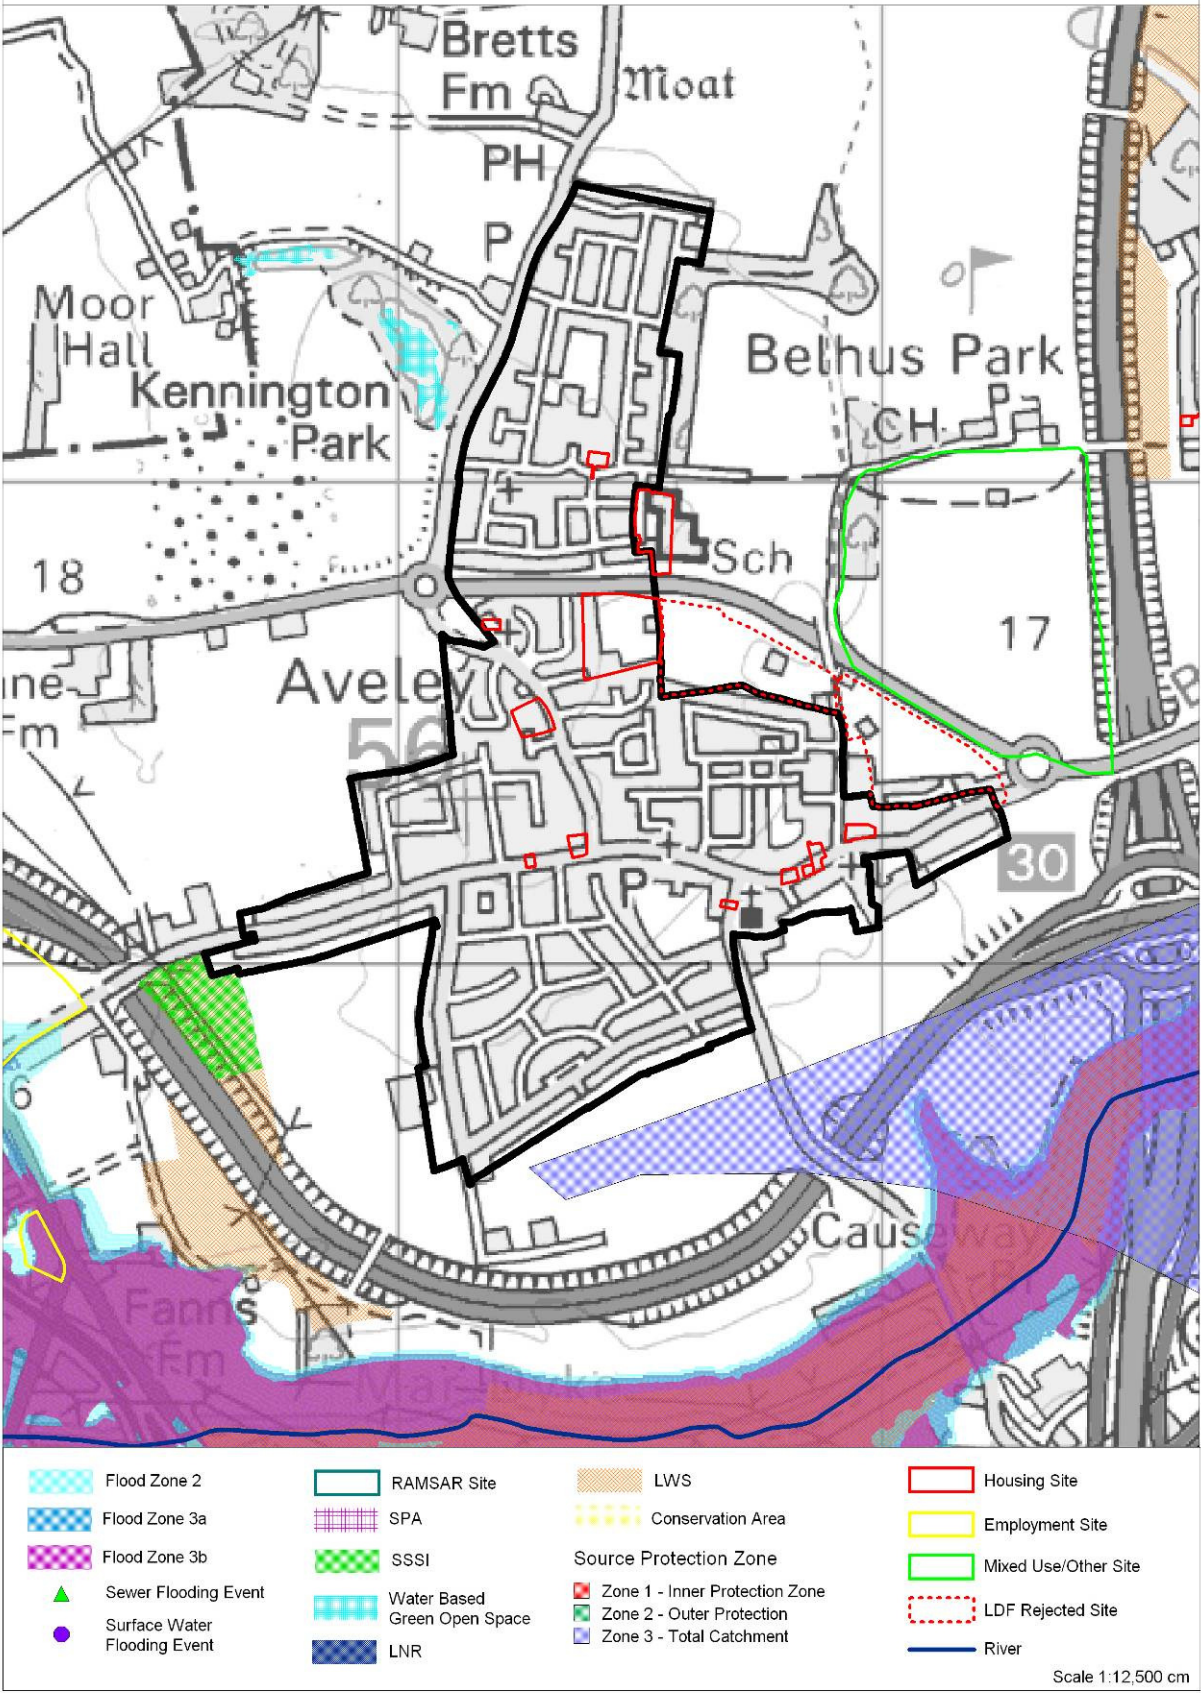 Bretts
Fm
Moat
PH
P
Moor
Hall
Kennington
Park
Belhus Park
CH
Sch
18
17
Aveley
56
30
P
6
Causeway
Fanns
Fm
Flood Zone 2
Flood Zone 3a
Flood Zone 3b
Sewer Flooding Event
Surface Water
Flooding Event
RAMSAR Site
SPA
SSSI
Water Based
Green Open Space
LNR
LWS
Conservation Area
Source Protection Zone
Zone 1 - Inner Protection Zone
Zone 2 - Outer Protection
Zone 3 - Total Catchment
Housing Site
Employment Site
Mixed Use/Other Site
LDF Rejected Site
River
Scale 1:12,500 cm